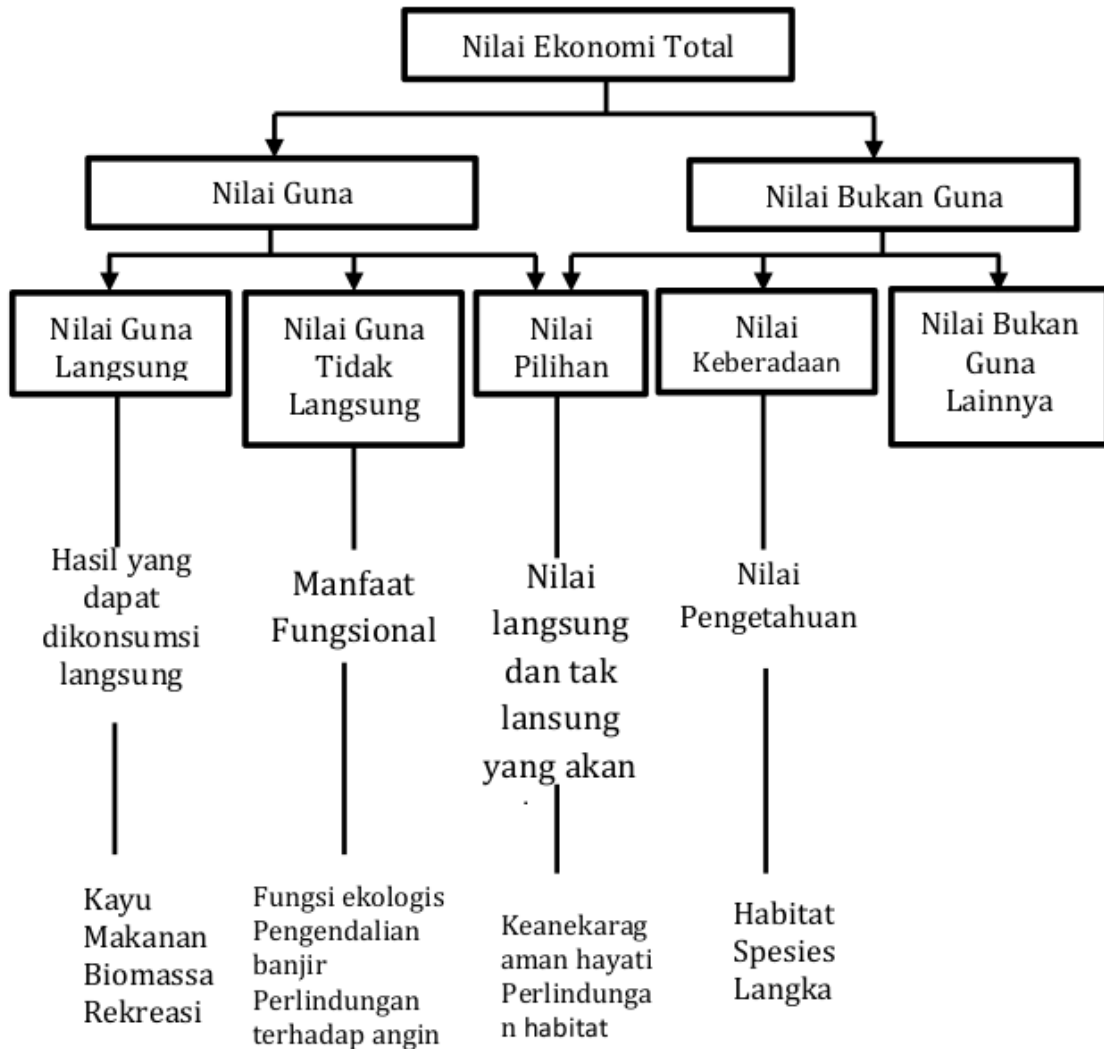 Nilai Ekonomi Total
Nilai Guna
Nilai Bukan Guna
Nilai Guna
Langsung
Nilai Guna
Tidak
Langsung
Nilai
Pilihan
Nilai
Keberadaan
Nilai Bukan
Guna
Lainnya
Hasil yang
dapat
dikonsumsi
langsung
Manfaat
Fungsional
Nilai
langsung
dan tak
lansung
yang akan
Nilai
Pengetahuan
Kayu
Makanan
Biomassa
Rekreasi
Fungsi ekologis
Pengendalian
banjir
Perlindungan
terhadap angin
Keanekarag
aman hayati
Perlindunga
n habitat
Habitat
Spesies
Langka